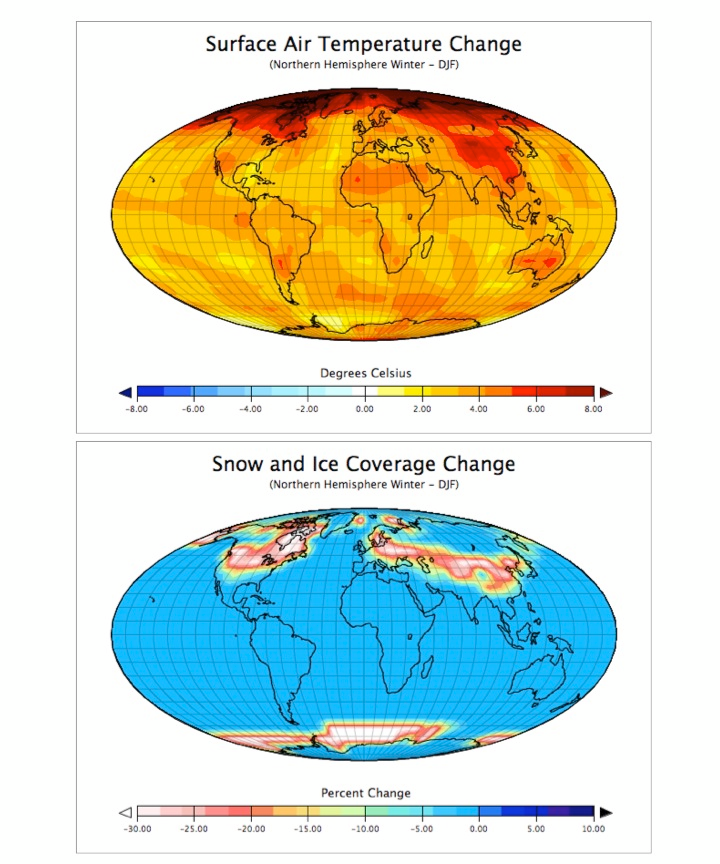 Surface Air Temperature Change
(Northern Hemisphere Winter – DJF)
Degrees Celsius
-8.00 -6.00 -4.00 -2.00 0.00 2.00 4.00 6.00 8.00
Snow and Ice Coverage Change
(Northern Hemisphere Winter – DJF)
Percent Change
-30.00 -25.00 -20.00 -15.00 -10.00 -5.00 0.00 5.00 10.00